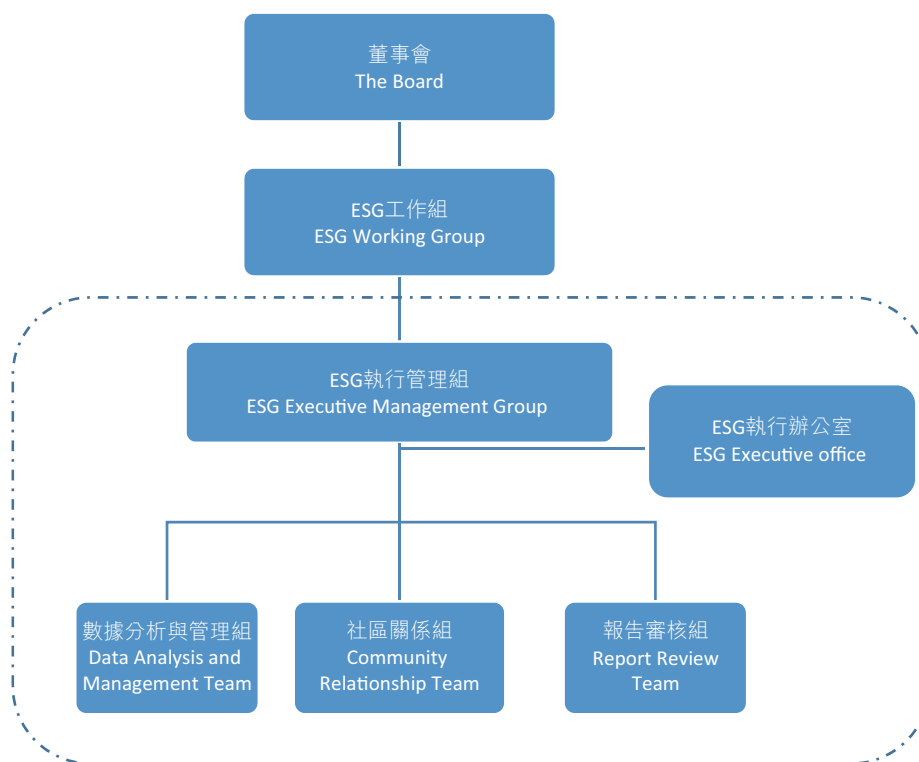 董事會
The Board
ESG工作組
ESG Working Group
ESG執行管理組
ESG Executive Management Group
ESG執行辦公室
ESG Executive office
數據分析與管理組
Data Analysis and
Management Team
社區關係組
Community
Relationship Team
報告審核組
Report Review
Team